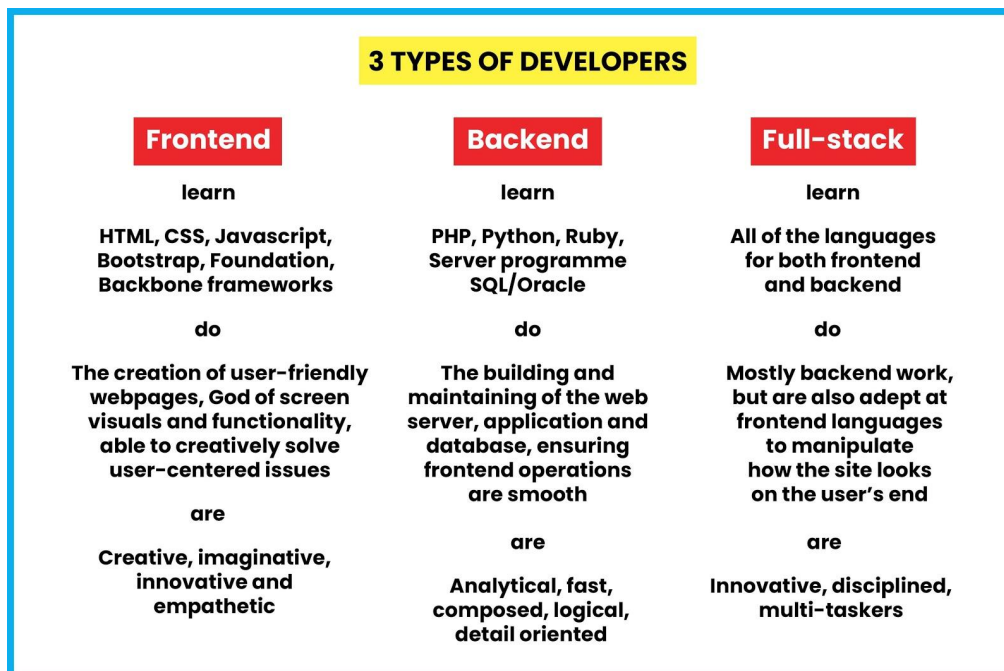 3 TYPES OF DEVELOPERS
Frontend
learn
HTML, CSS, Javascript,
Bootstrap, Foundation,
Backbone frameworks
do
The creation of user-friendly
webpages, God of screen
visuals and functionality,
able to creatively solve
user-centered issues
are
Creative, imaginative,
innovative and
empathetic
Backend
learn
PHP, Python, Ruby,
Server programme
SQL/Oracle
do
The building and
maintaining of the web
server, application and
database, ensuring
frontend operations
are smooth
are
Analytical, fast,
composed, logical,
detail oriented
Full-stack
learn
All of the languages
for both frontend
and backend
do
Mostly backend work,
but are also adept at
frontend languages
to manipulate
how the site looks
on the user’s end
are
Innovative, disciplined,
multi-taskers